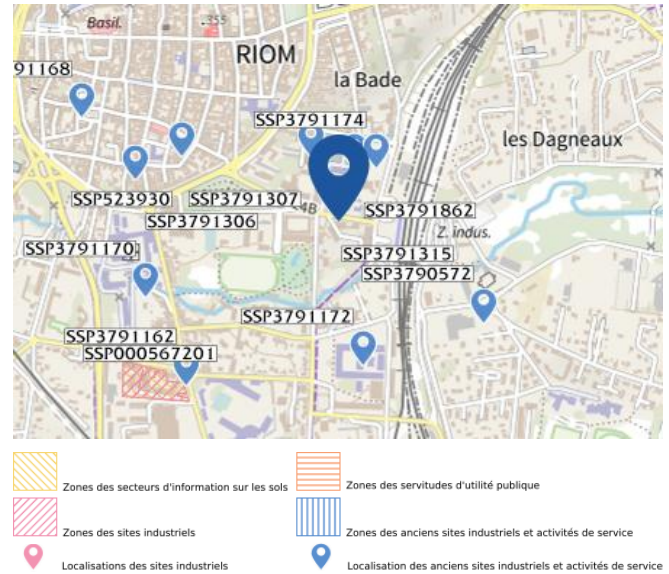 Basil.
355
RIOM
91168
la Bade
SSP3791174
les Dagneaux
SSP523930
SSP3791307
SSP3791306
SSP3791862
Z. indus.
SSP3791170
SSP3791315
SSP3790572
SSP3791172
SSP3791162
SSP000567201
Zones des secteurs d'information sur les sols
Zones des servitudes d'utilité publique
Zones des sites industriels
Zones des anciens sites industriels et activités de service
Localisations des sites industriels
Localisation des anciens sites industriels et activités de service